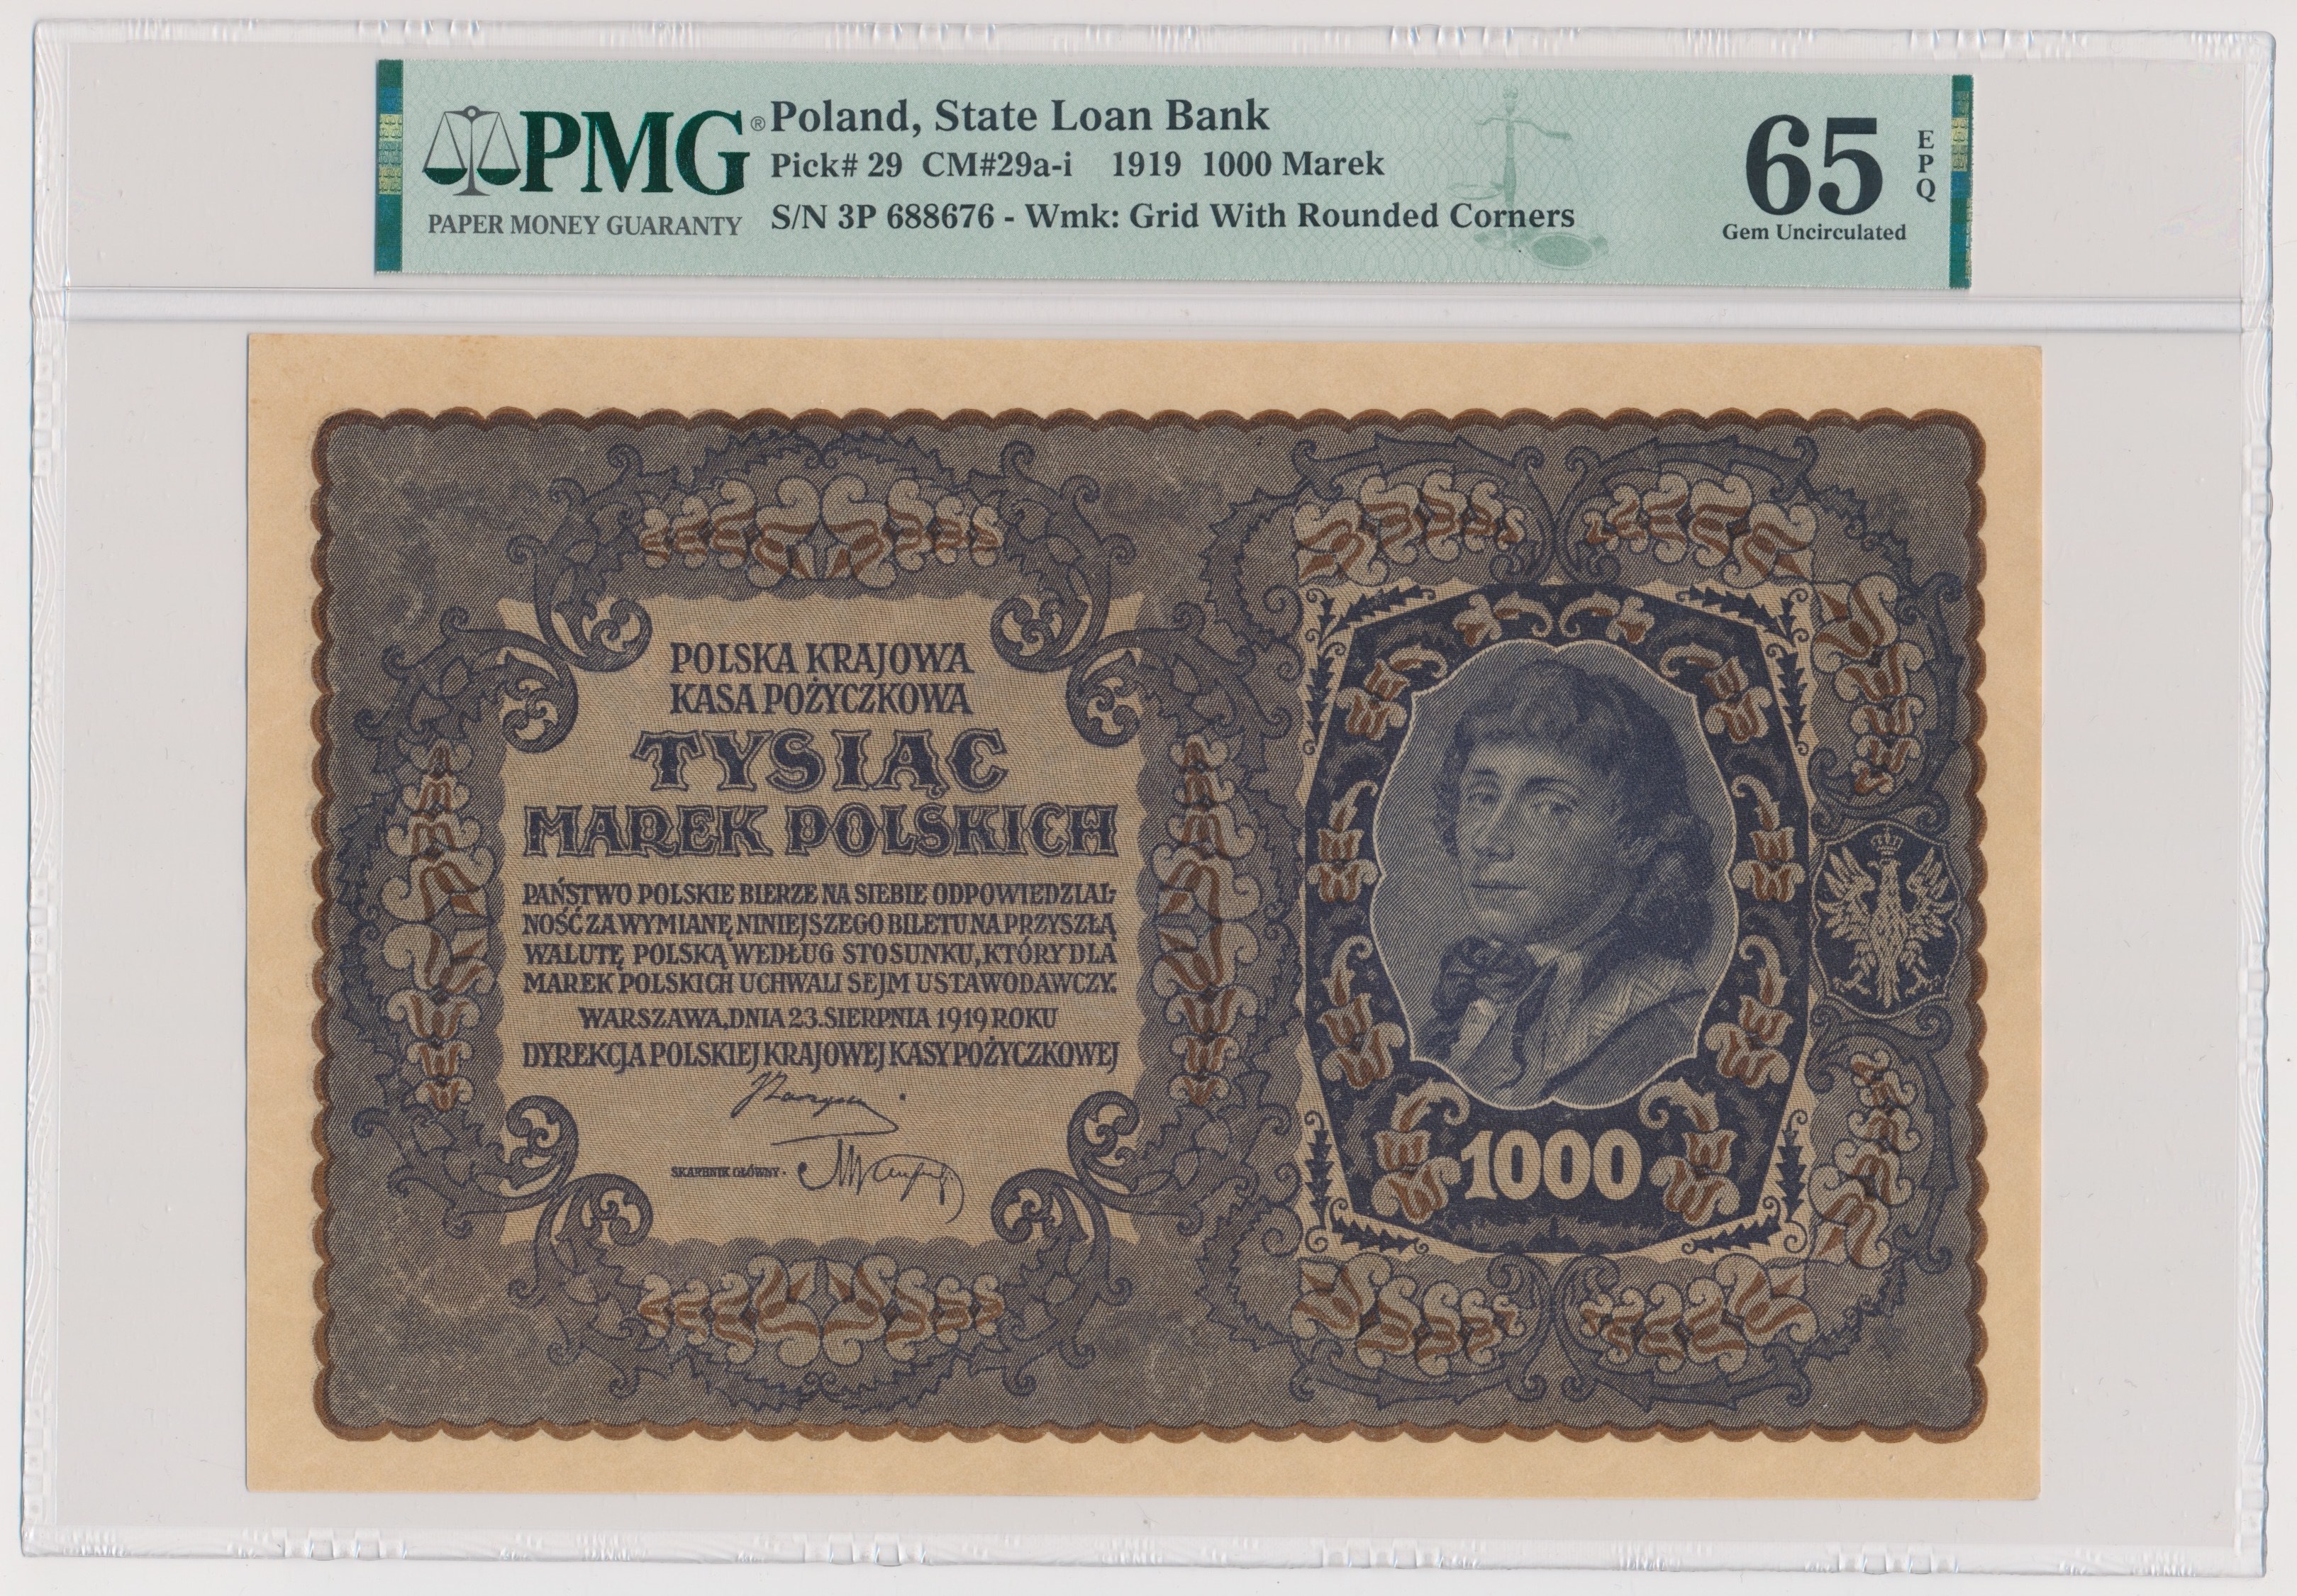 PMG®
PAPER MONEY GUARANTY
Poland, State Loan Bank
Pick# 29 CM#29a-i 1919 1000 Marek
S/N 3P 688676 - Wmk: Grid With Rounded Corners
65
EPQ
Gem Uncirculated
POLSKA KRAJOWA
KASA POŻYCZKOWA
TYSIĄC
MAREK POLSKICH
PAŃSTWO POLSKIE BIERZE NA SIEBIE ODPOWIEDZIAL-
NOŚĆ ZA WYMIANĘ NINIEJSZEGO BILETU NA PRZYSZŁĄ
WALUTĘ POLSKĄ WEDŁUG STOSUNKU, KTÓRY DLA
MAREK POLSKICH UCHWALI SEJM USTAWODAWCZY.
WARSZAWA, DNIA 23. SIERPNIA 1919 ROKU
DYREKCJA POLSKIEJ KRAJOWEJ KASY POŻYCZKOWEJ
SKARBNIK GŁÓWNY
1000